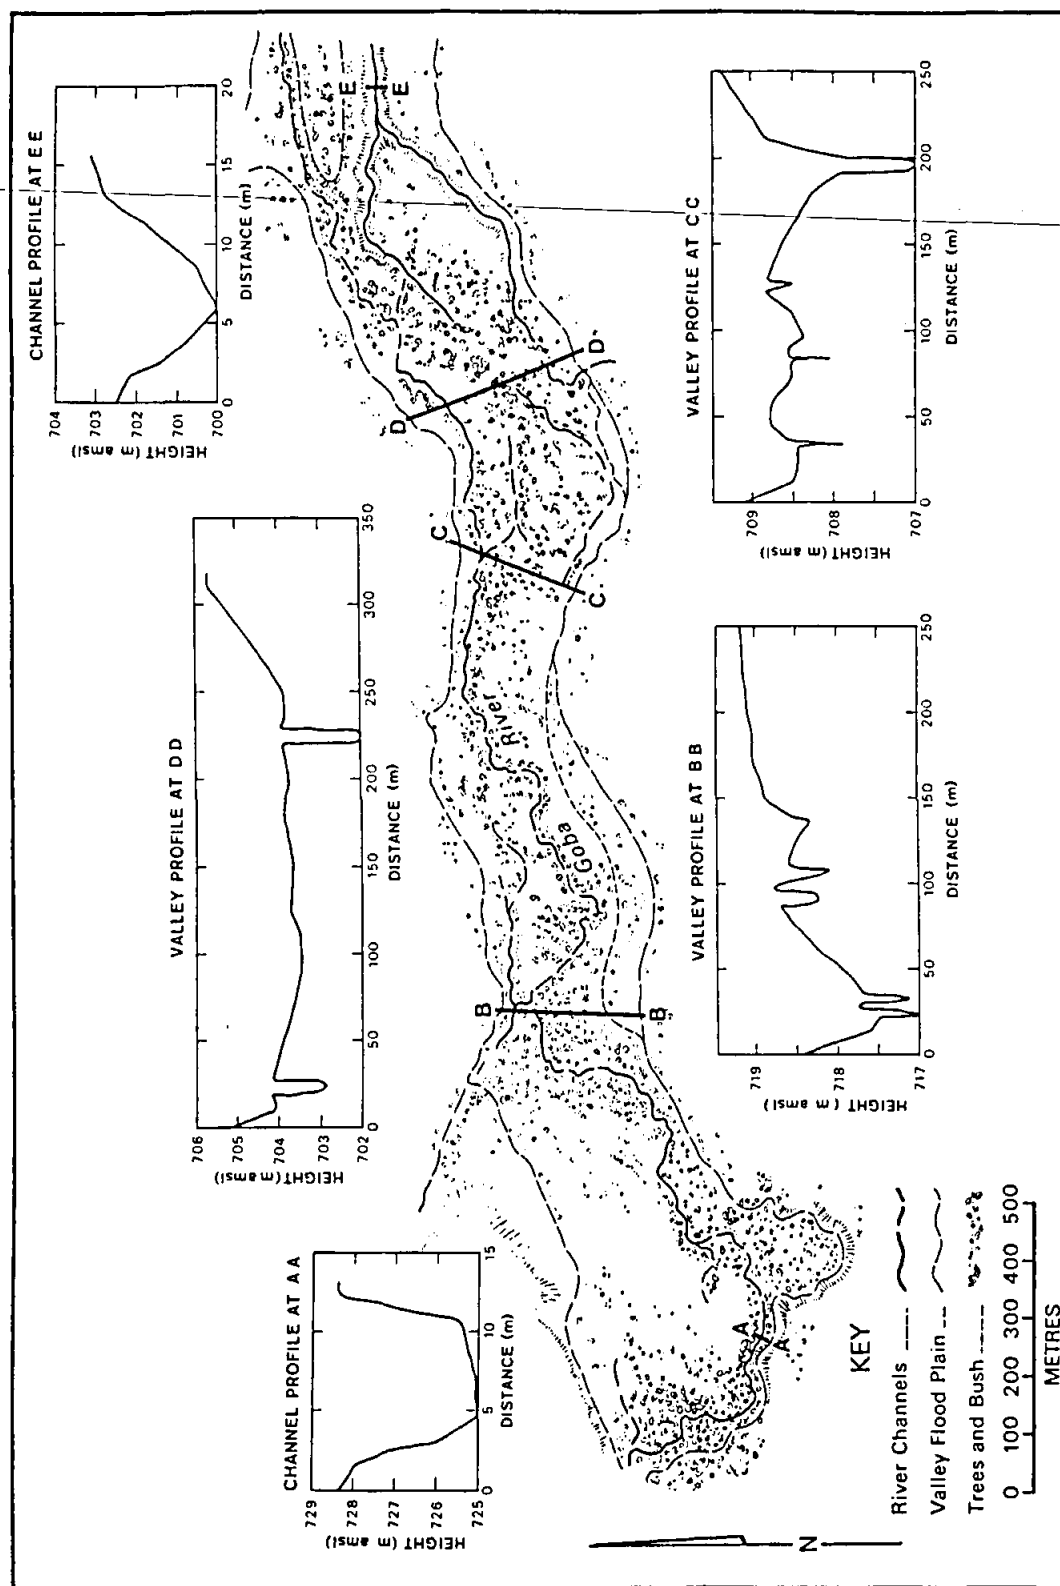 CHANNEL PROFILE AT AA
HEIGHT (m amsl)
729
728
727
726
725
0
5
10
15
DISTANCE (m)
VALLEY PROFILE AT DD
HEIGHT (m amsl)
706
705
704
703
702
0
50
100
150
200
250
300
350
DISTANCE (m)
CHANNEL PROFILE AT EE
HEIGHT (m amsl)
704
703
702
701
700
0
5
10
15
20
DISTANCE (m)
A
A
B
B
C
C
D
D
E
E
Goba River
N
KEY
River Channels
Valley Flood Plain
Trees and Bush
0 100 200 300 400 500
METRES
VALLEY PROFILE AT BB
HEIGHT (m amsl)
719
718
717
0
50
100
150
200
250
DISTANCE (m)
VALLEY PROFILE AT CC
HEIGHT (m amsl)
709
708
707
0
50
100
150
200
250
DISTANCE (m)